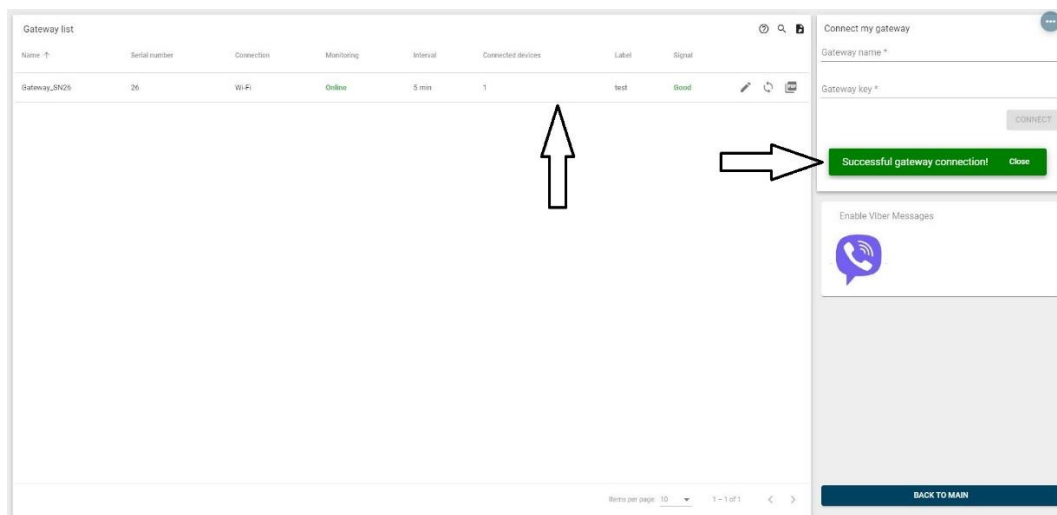 Gateway list
Name ↑ Serial number Connection Monitoring Interval Connected devices Label Signal
Gateway_SN26 26 Wi-Fi Online 5 min 1 test Good
Items per page 10 1 – 1 of 1
Connect my gateway
Gateway name *
Gateway key *
CONNECT
Successful gateway connection! Close
Enable Viber Messages
BACK TO MAIN